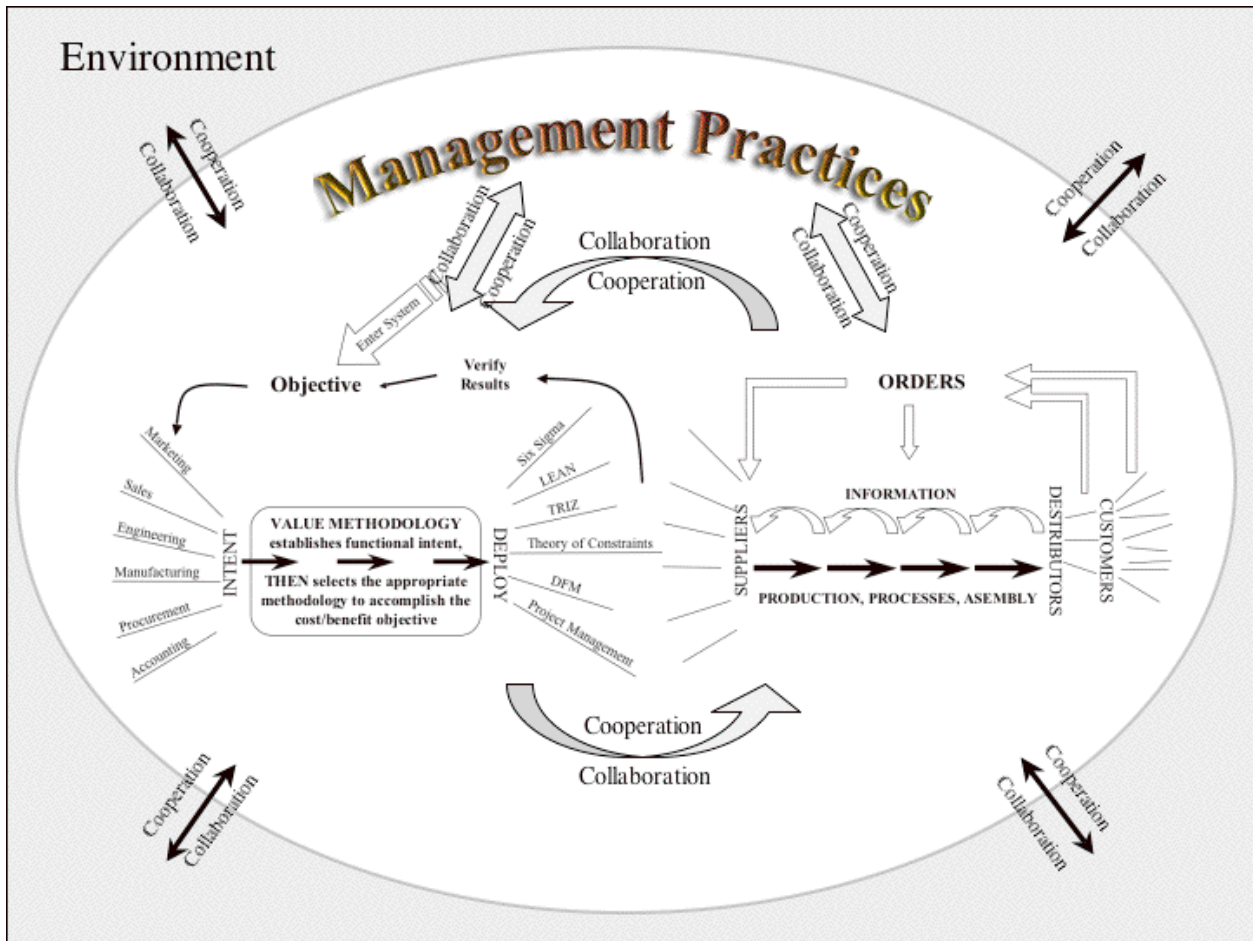 Environment
Management Practices
Cooperation
Collaboration
Cooperation
Collaboration
Collaboration
Cooperation
Collaboration
Cooperation
Cooperation
Collaboration
Enter System
Objective
Verify
Results
ORDERS
Marketing
Sales
Engineering
Manufacturing
Procurement
Accounting
INTENT
VALUE METHODOLOGY
establishes functional intent,
THEN selects the appropriate
methodology to accomplish the
cost/benefit objective
DEPLOY
Six Sigma
LEAN
TRIZ
Theory of Constraints
DFM
Project Management
SUPPLIERS
INFORMATION
PRODUCTION, PROCESSES, ASEMBLY
DESTRIBUTORS
CUSTOMERS
Cooperation
Collaboration
Cooperation
Collaboration
Cooperation
Collaboration